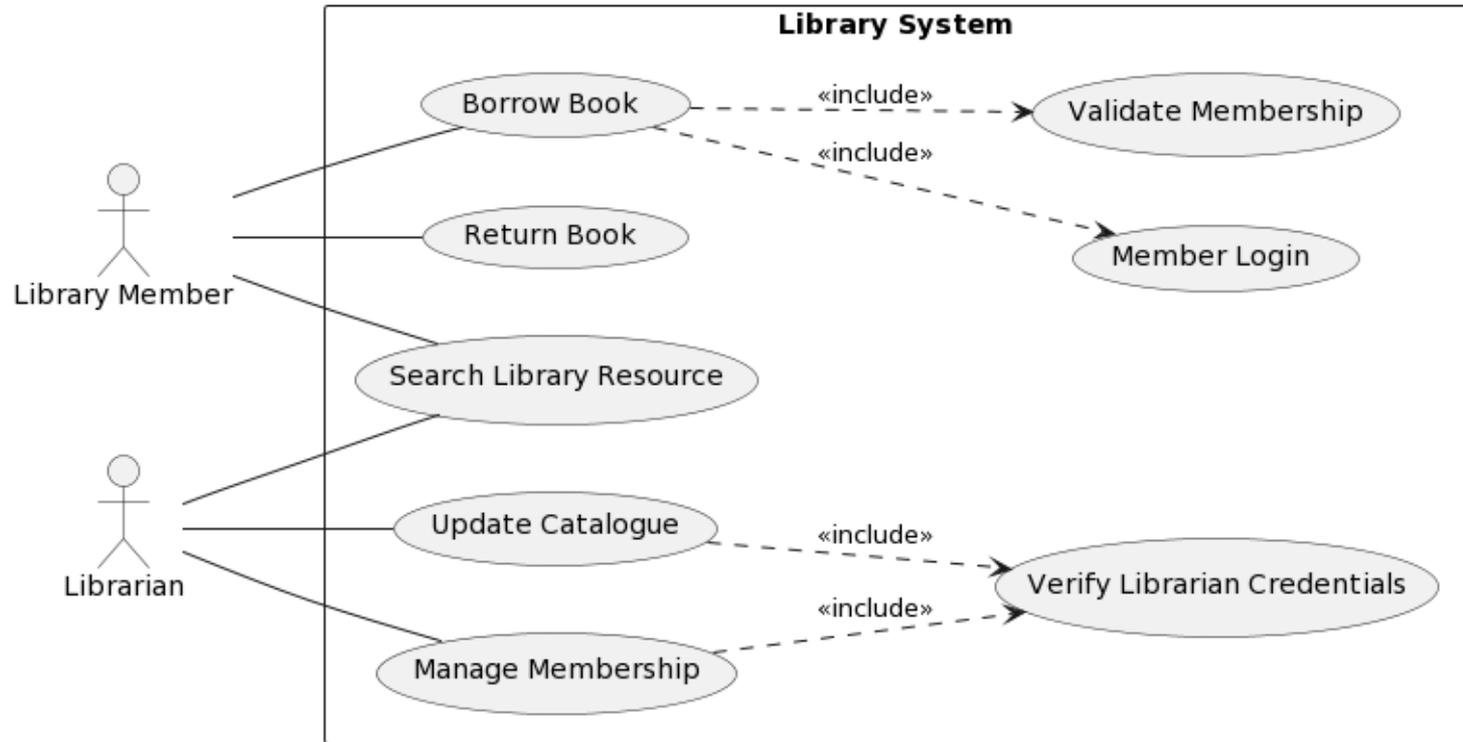 Library System
Borrow Book
«include»
Validate Membership
«include»
Return Book
Member Login
Library Member
Search Library Resource
Update Catalogue
«include»
Librarian
Verify Librarian Credentials
«include»
Manage Membership